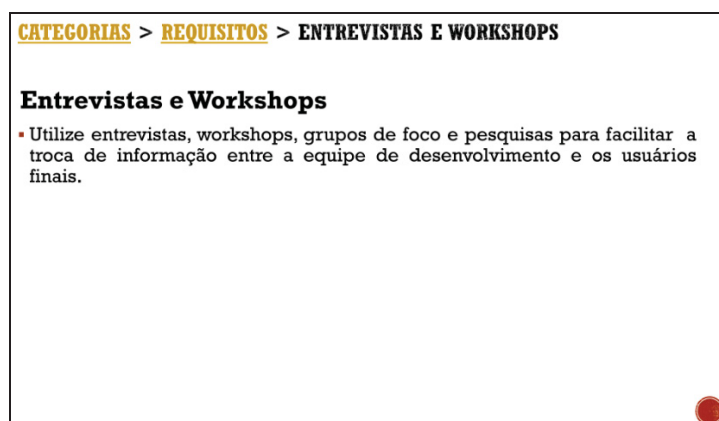 CATEGORIAS > REQUISITOS > ENTREVISTAS E WORKSHOPS
Entrevistas e Workshops
▪ Utilize entrevistas, workshops, grupos de foco e pesquisas para facilitar a
troca de informação entre a equipe de desenvolvimento e os usuários
finais.